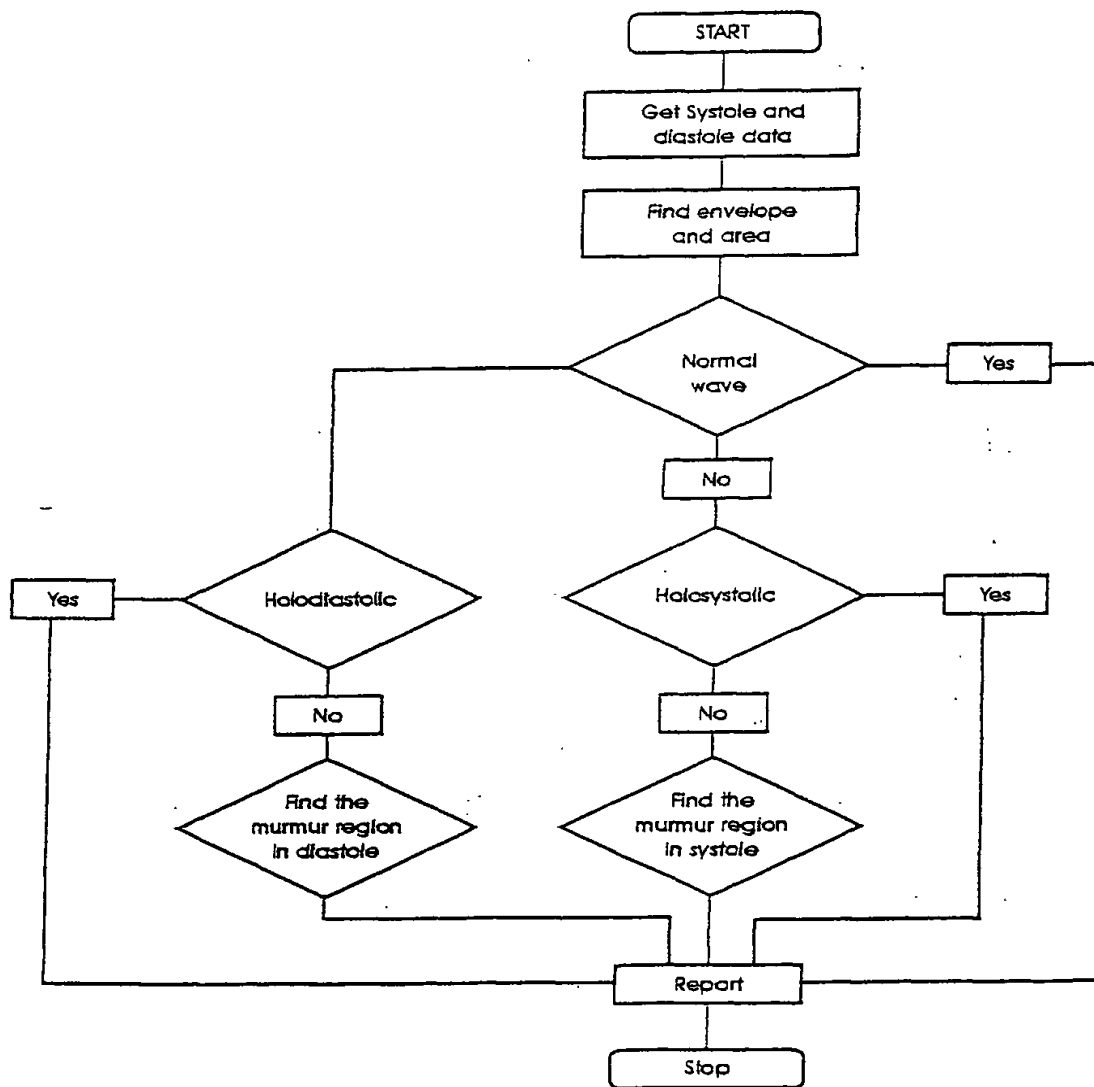 START
Get Systole and
diastole data
Find envelope
and area
Normal
wave
Yes
No
Yes
Holodiastolic
Holosystolic
Yes
No
No
Find the
murmur region
in diastole
Find the
murmur region
in systole
Report
Stop